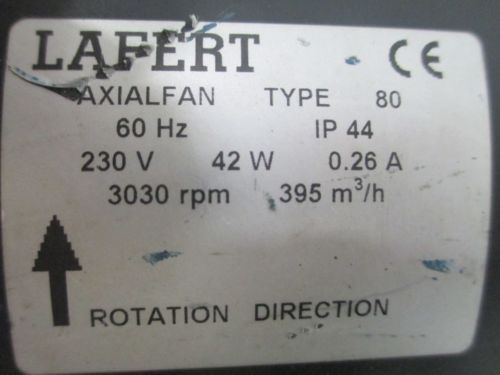 LAFERT CE
AXIALFAN TYPE 80
60 Hz IP 44
230 V 42 W 0.26 A
3030 rpm 395 m³/h
ROTATION DIRECTION